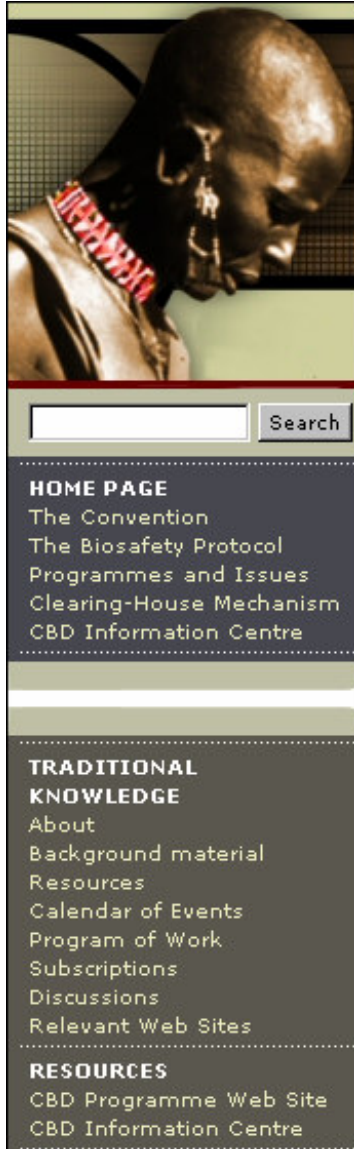 Search
HOME PAGE
The Convention
The Biosafety Protocol
Programmes and Issues
Clearing-House Mechanism
CBD Information Centre
TRADITIONAL
KNOWLEDGE
About
Background material
Resources
Calendar of Events
Program of Work
Subscriptions
Discussions
Relevant Web Sites
RESOURCES
CBD Programme Web Site
CBD Information Centre